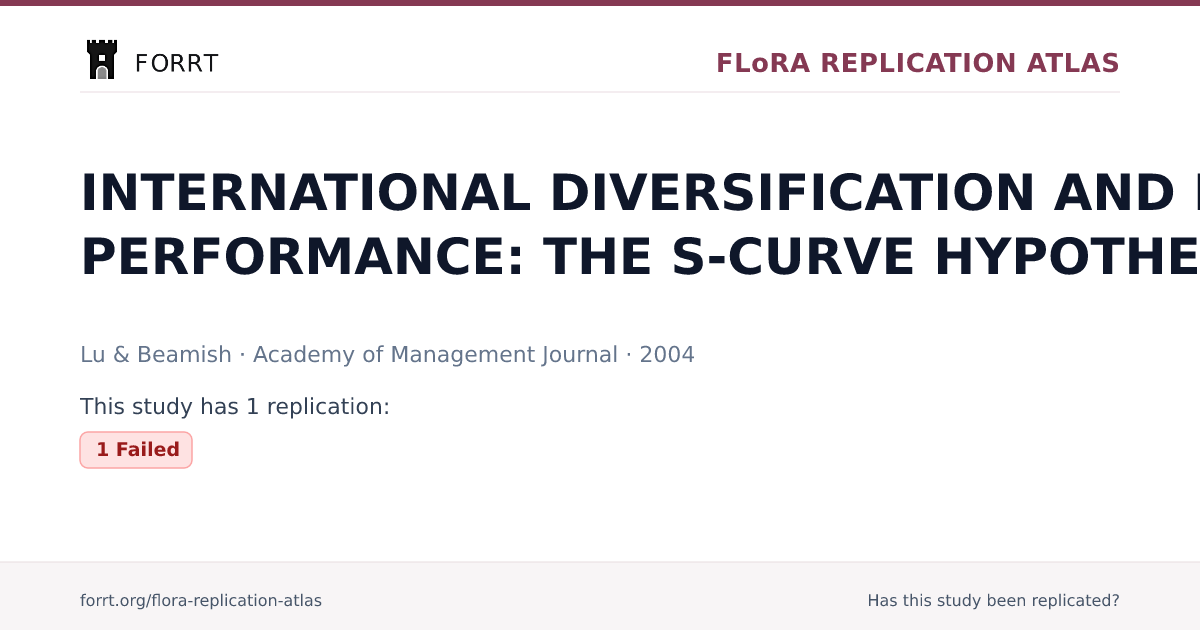 FORRT
FLoRA REPLICATION ATLAS
INTERNATIONAL DIVERSIFICATION AND
PERFORMANCE: THE S-CURVE HYPOTHE
Lu & Beamish · Academy of Management Journal · 2004
This study has 1 replication:
1 Failed
forrt.org/flora-replication-atlas
Has this study been replicated?